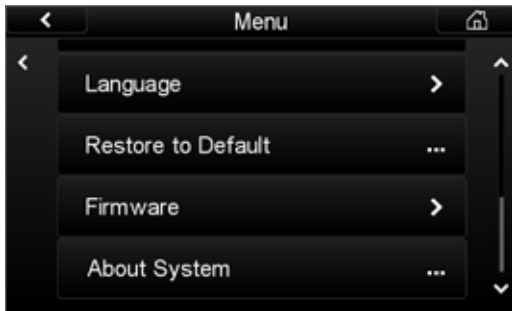 Menu
Language
Restore to Default
...
Firmware
About System
...